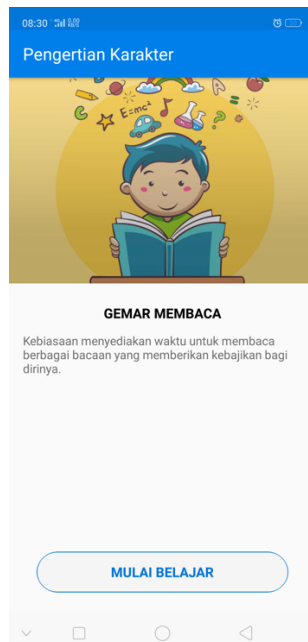 08:30
Pengertian Karakter
E=mc²
GEMAR MEMBACA
Kebiasaan menyediakan waktu untuk membaca
berbagai bacaan yang memberikan kebajikan bagi
dirinya.
MULAI BELAJAR